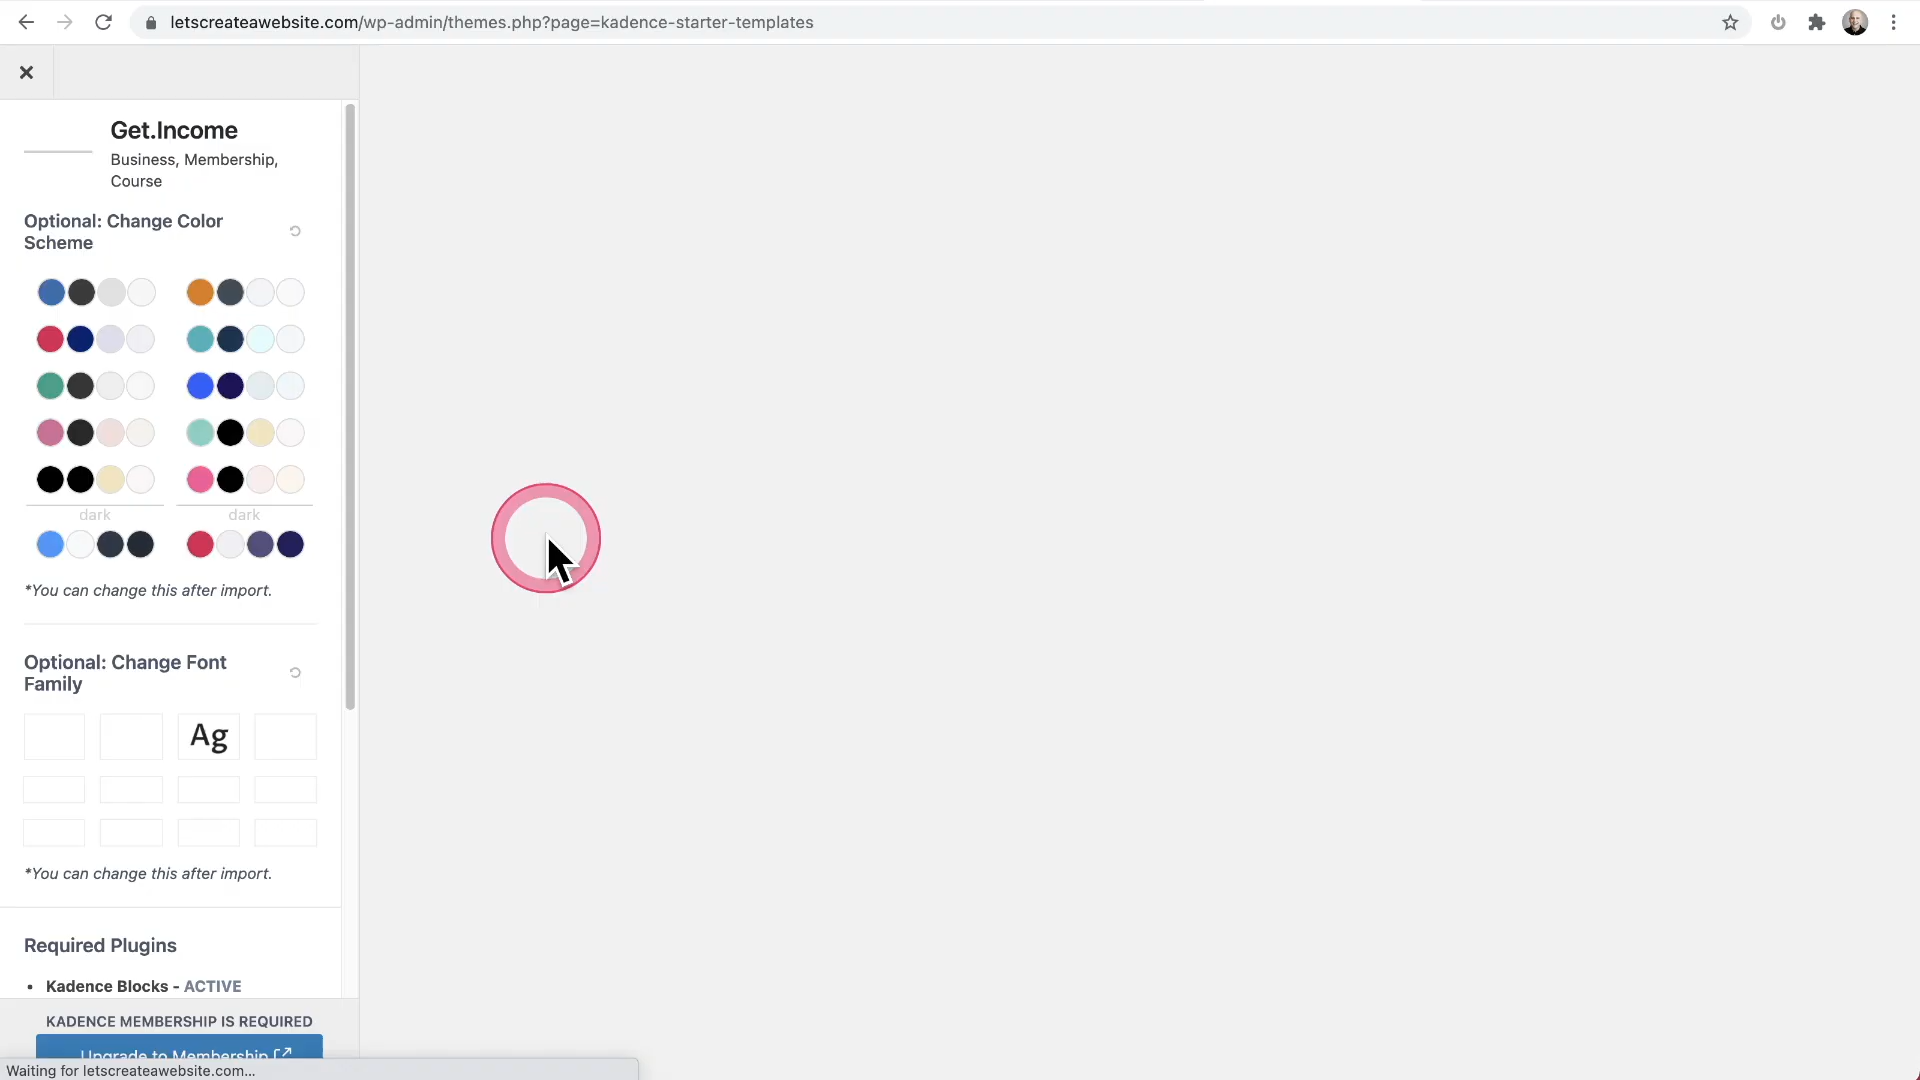 letscreateawebsite.com/wp-admin/themes.php?page=kadence-starter-templates
Get.Income
Business, Membership,
Course
Optional: Change Color
Scheme
dark
dark
*You can change this after import.
Optional: Change Font
Family
Ag
*You can change this after import.
Required Plugins
• Kadence Blocks - ACTIVE
KADENCE MEMBERSHIP IS REQUIRED
Upgrade to Membership
Waiting for letscreateawebsite.com...